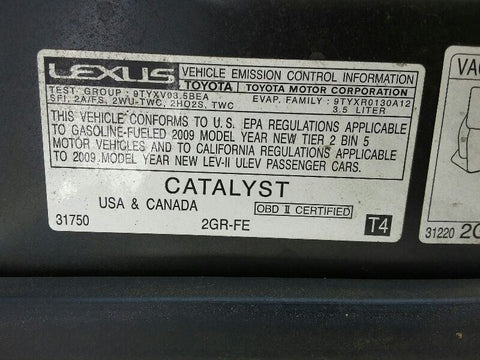 LEXUS VEHICLE EMISSION CONTROL INFORMATION
TOYOTA TOYOTA MOTOR CORPORATION
TEST GROUP : 9TYXV03.5BEA EVAP. FAMILY : 9TYXR0130A12
SFI, 2A/FS, 2WU-TWC, 2HO2S, TWC 3.5 LITER
THIS VEHICLE CONFORMS TO U.S. EPA REGULATIONS APPLICABLE
TO GASOLINE-FUELED 2009 MODEL YEAR NEW TIER 2 BIN 5
MOTOR VEHICLES AND TO CALIFORNIA REGULATIONS APPLICABLE
TO 2009 MODEL YEAR NEW LEV-II ULEV PASSENGER CARS.
CATALYST
USA & CANADA OBD II CERTIFIED
31750 2GR-FE T4
VA
31220 2G